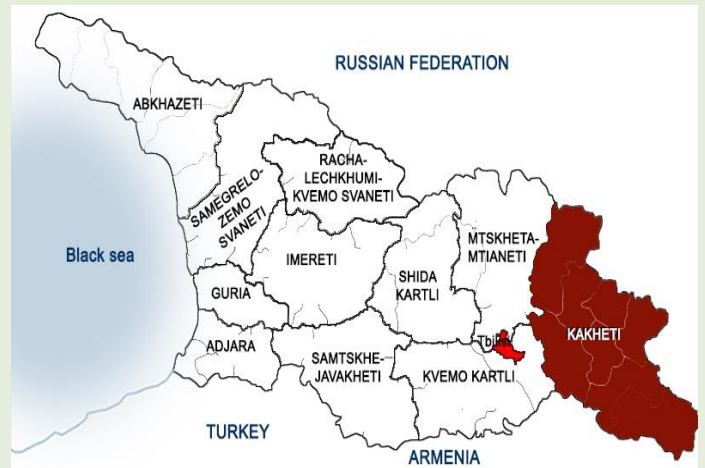 RUSSIAN FEDERATION
ABKHAZETI
RACHA-
LECHKHUMI-
KVEMO SVANETI
SAMEGRELO-
ZEMO
SVANETI
MTSKHETA-
MTIANETI
Black sea
IMERETI
SHIDA
KARTLI
GURIA
KAKHETI
Tbilisi
ADJARA
SAMTSKHE-
JAVAKHETI
KVEMO KARTLI
TURKEY
ARMENIA